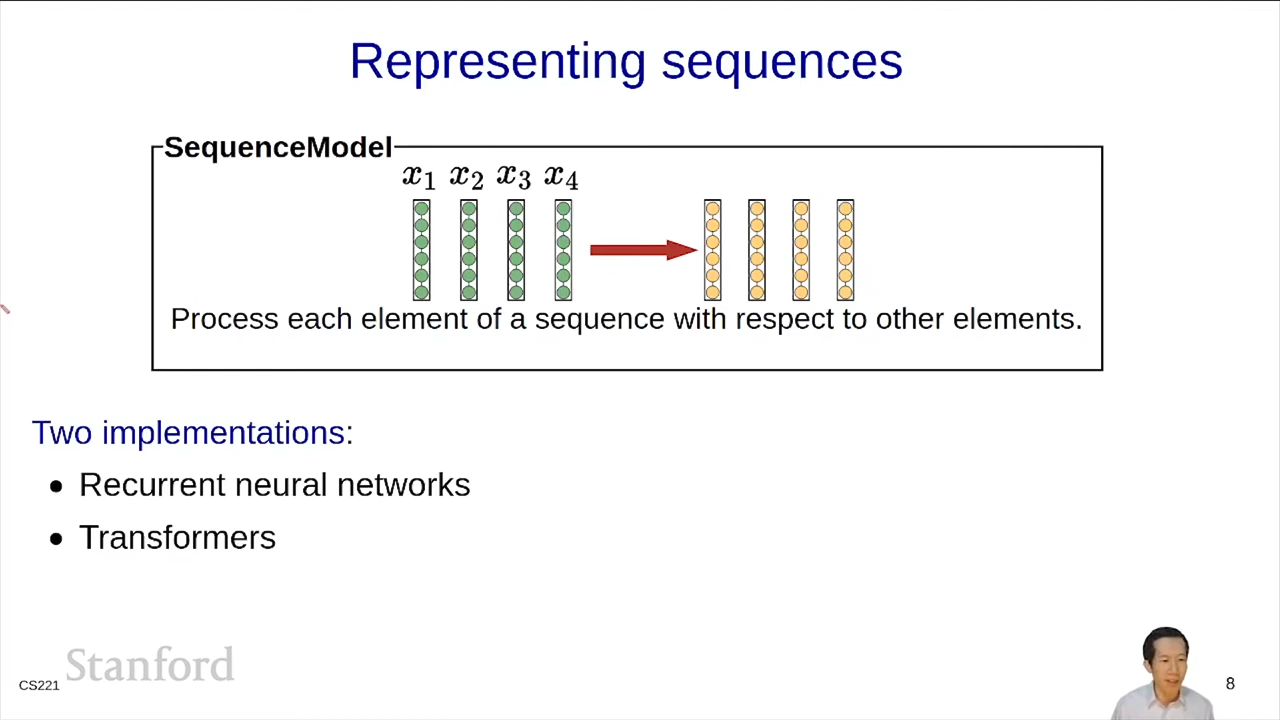 Representing sequences
SequenceModel
x1 x2 x3 x4
Process each element of a sequence with respect to other elements.
Two implementations:
• Recurrent neural networks
• Transformers
Stanford
CS221
8